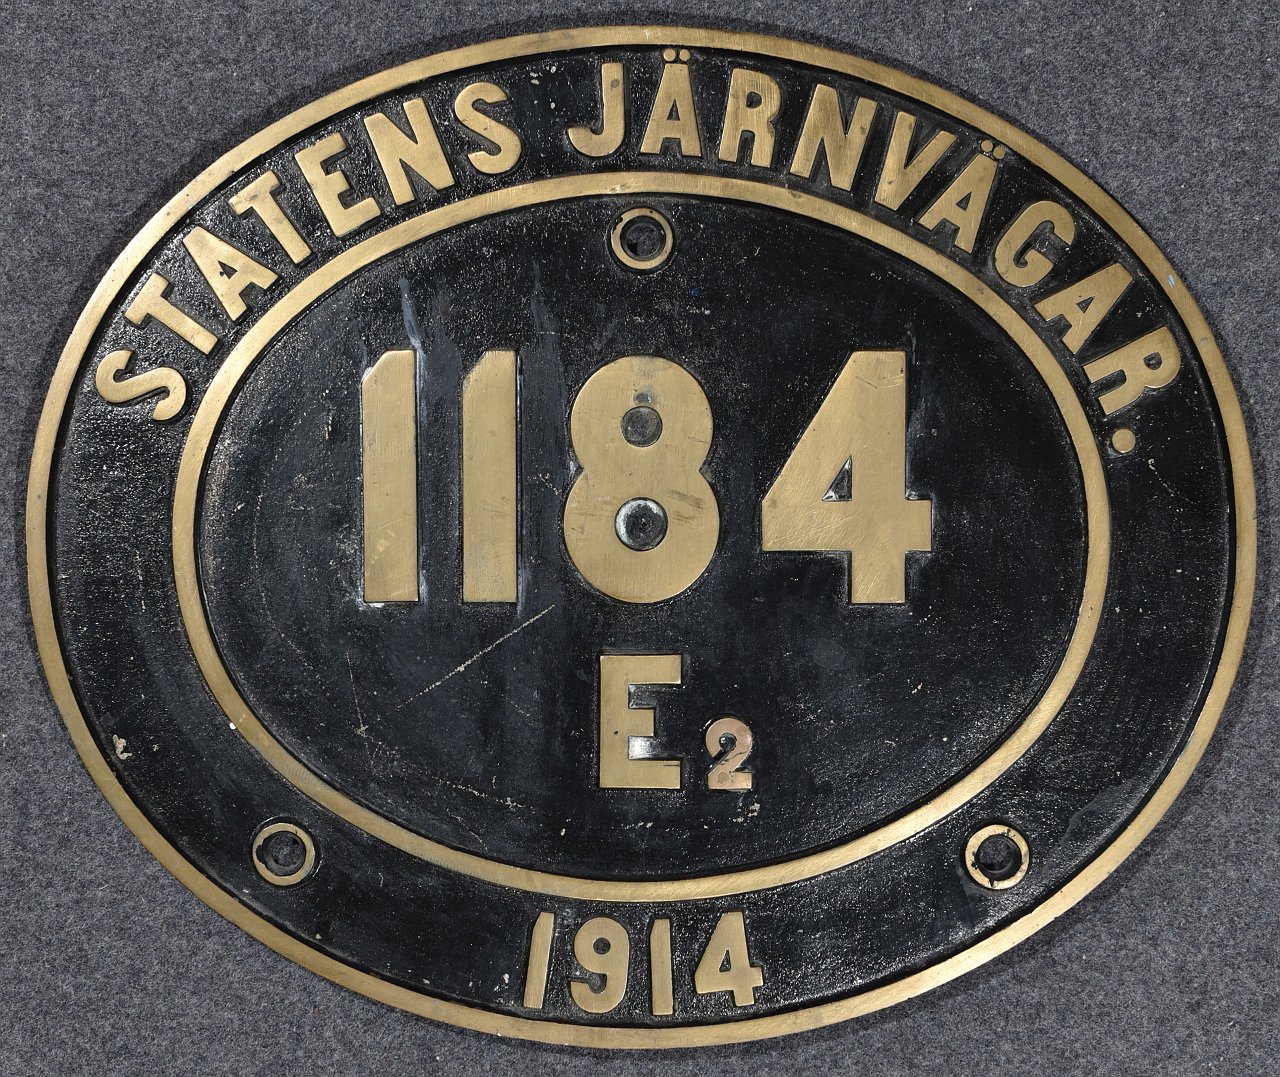 STATENS JÄRNVÄGAR.
1184
E2
1914